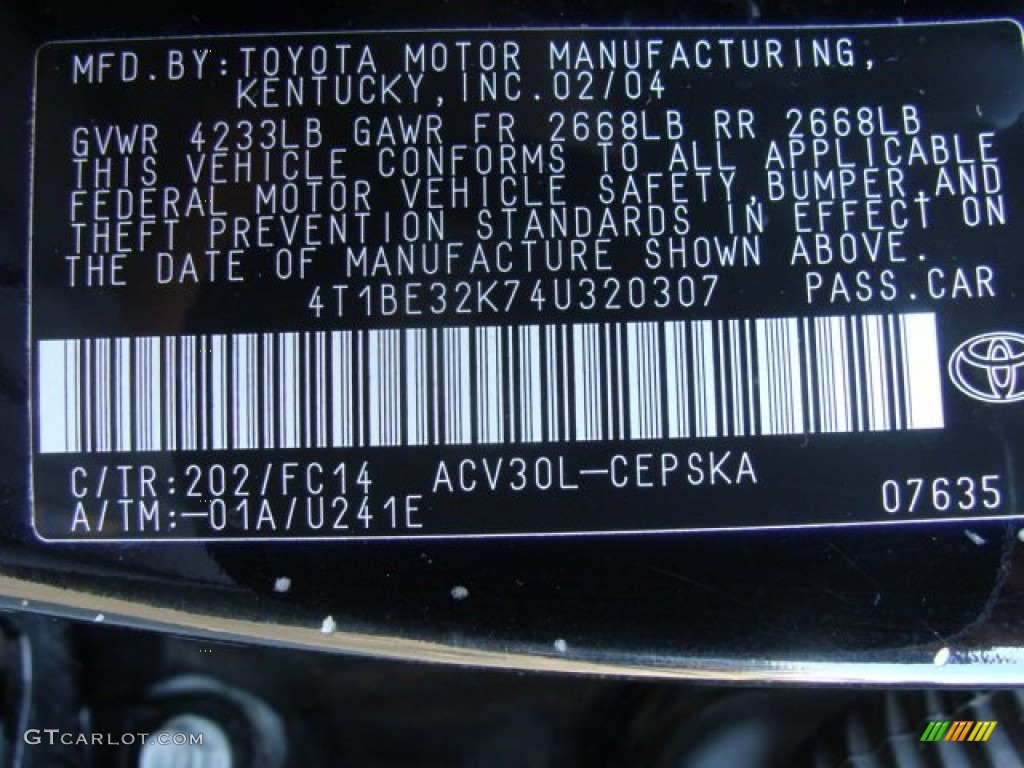 MFD.BY:TOYOTA MOTOR MANUFACTURING,
KENTUCKY,INC.02/04
GVWR 4233LB GAWR FR 2668LB RR 2668LB
THIS VEHICLE CONFORMS TO ALL APPLICABLE
FEDERAL MOTOR VEHICLE SAFETY,BUMPER,AND
THEFT PREVENTION STANDARDS IN EFFECT ON
THE DATE OF MANUFACTURE SHOWN ABOVE.
4T1BE32K74U320307 PASS.CAR
C/TR:202/FC14 ACV30L-CEPSKA
A/TM:-01A/U241E 07635
GTCARLOT.COM